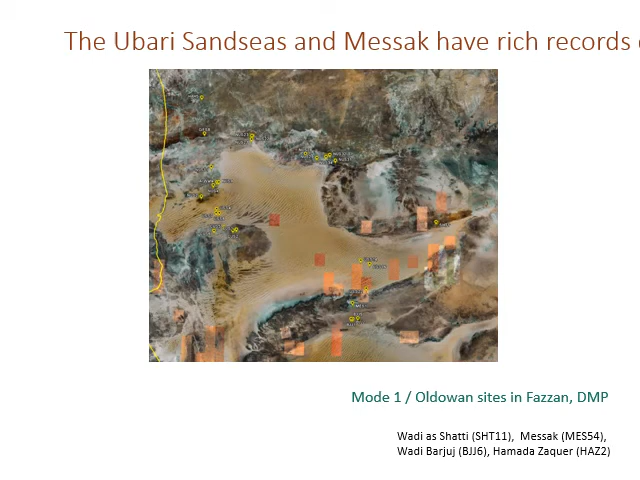 The Ubari Sandseas and Messak have rich records
Mode 1 / Oldowan sites in Fazzan, DMP
Wadi as Shatti (SHT11),  Messak (MES54),
Wadi Barjuj (BJJ6), Hamada Zaquer (HAZ2)